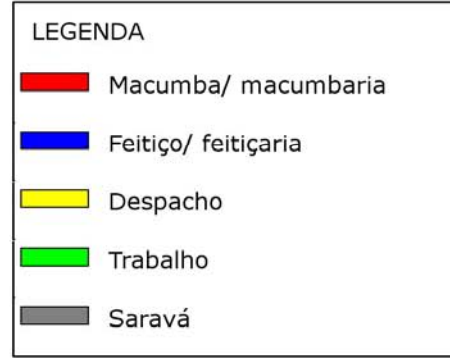 LEGENDA
Macumba/ macumbaria
Feitiço/ feitiçaria
Despacho
Trabalho
Saravá